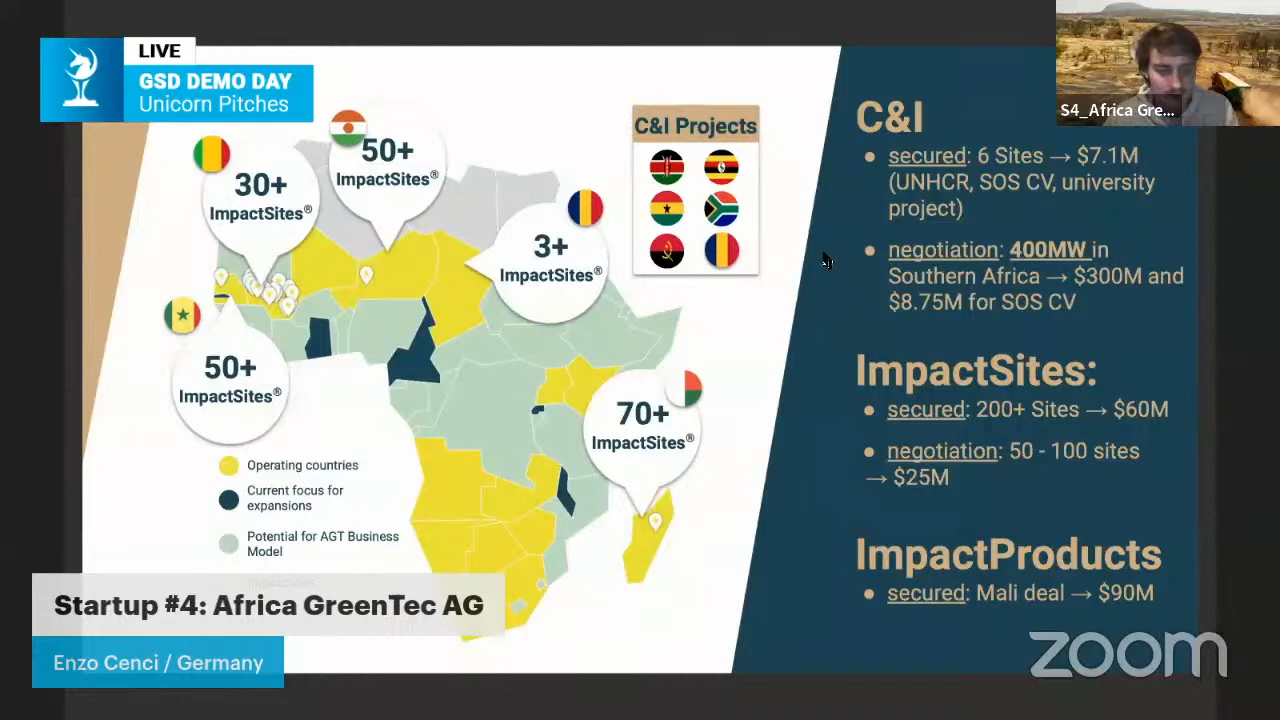 LIVE
GSD DEMO DAY
Unicorn Pitches
S4_Africa Gre...
50+
ImpactSites®
30+
ImpactSites®
3+
ImpactSites®
50+
ImpactSites®
70+
ImpactSites®
C&I Projects
Operating countries
Current focus for
expansions
Potential for AGT Business
Model
C&I
secured: 6 Sites → $7.1M
(UNHCR, SOS CV, university
project)
negotiation: 400MW in
Southern Africa → $300M and
$8.75M for SOS CV
ImpactSites:
secured: 200+ Sites → $60M
negotiation: 50 - 100 sites
→ $25M
ImpactProducts
secured: Mali deal → $90M
Startup #4: Africa GreenTec AG
Enzo Cenci / Germany
zoom